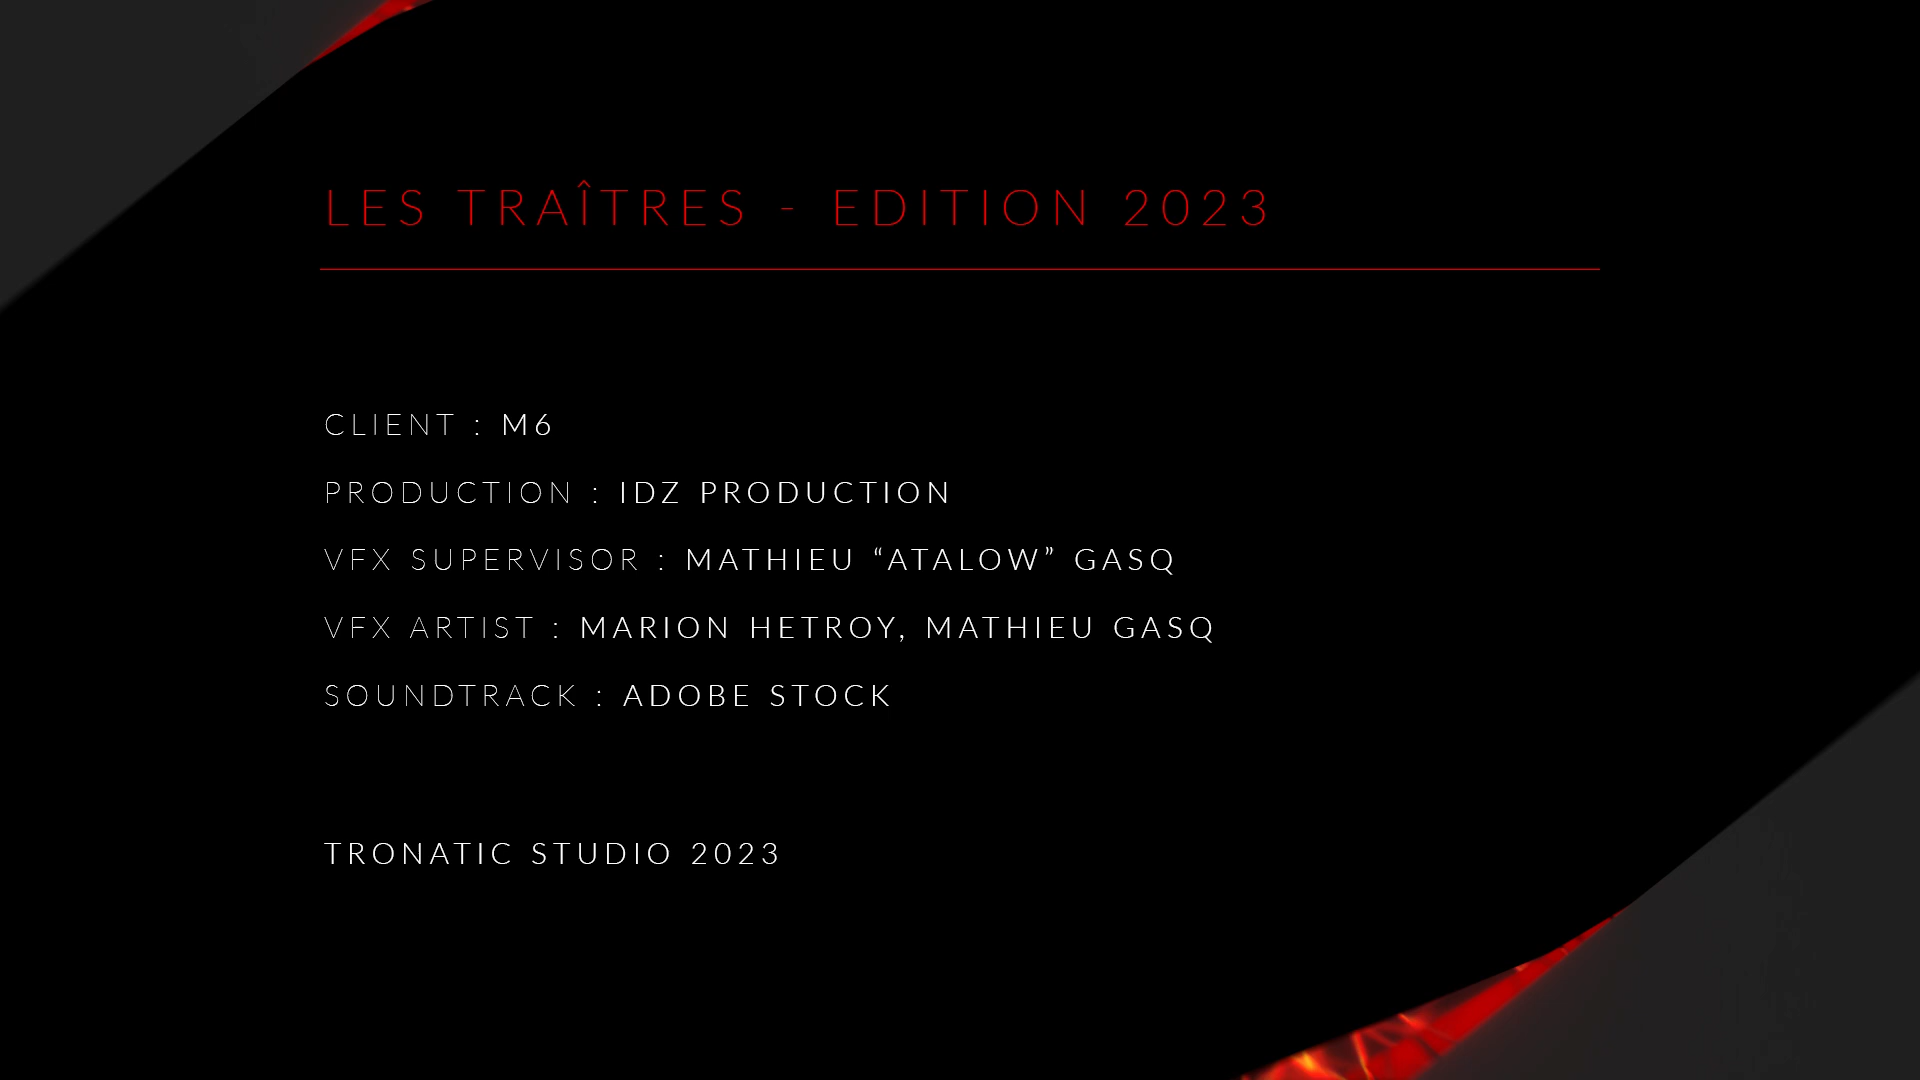 LES TRAÎTRES - EDITION 2023
CLIENT : M6
PRODUCTION : IDZ PRODUCTION
VFX SUPERVISOR : MATHIEU “ATALOW” GASQ
VFX ARTIST : MARION HETROY, MATHIEU GASQ
SOUNDTRACK : ADOBE STOCK
TRONATIC STUDIO 2023